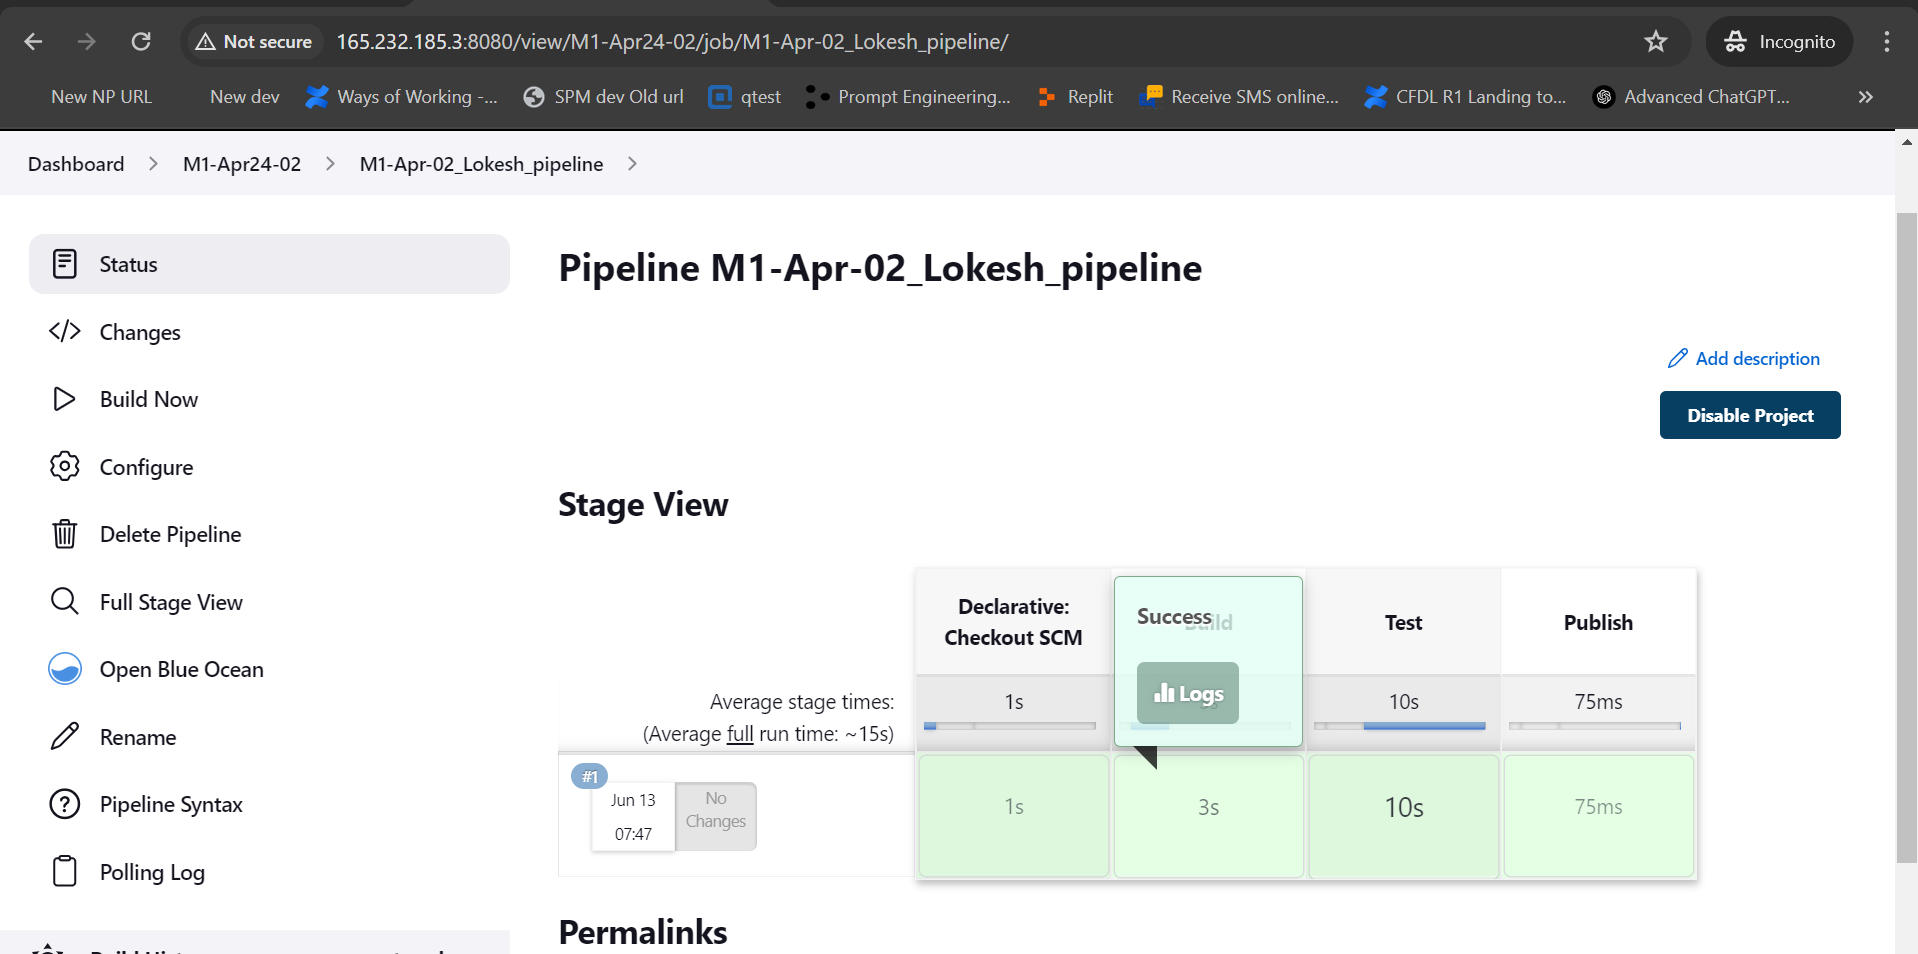 Not secure 165.232.185.3:8080/view/M1-Apr24-02/job/M1-Apr-02_Lokesh_pipeline/ Incognito
New NP URL New dev Ways of Working -... SPM dev Old url qtest Prompt Engineering... Replit Receive SMS online... CFDL R1 Landing to... Advanced ChatGPT...
Dashboard M1-Apr24-02 M1-Apr-02_Lokesh_pipeline
Status
Changes
Build Now
Configure
Delete Pipeline
Full Stage View
Open Blue Ocean
Rename
Pipeline Syntax
Polling Log
Pipeline M1-Apr-02_Lokesh_pipeline
Add description
Disable Project
Stage View
Declarative:
Checkout SCM
Success
Build
Logs
Test
Publish
Average stage times:
(Average full run time: ~15s)
1s
10s
75ms
#1
Jun 13
07:47
No
Changes
1s
3s
10s
75ms
Permalinks